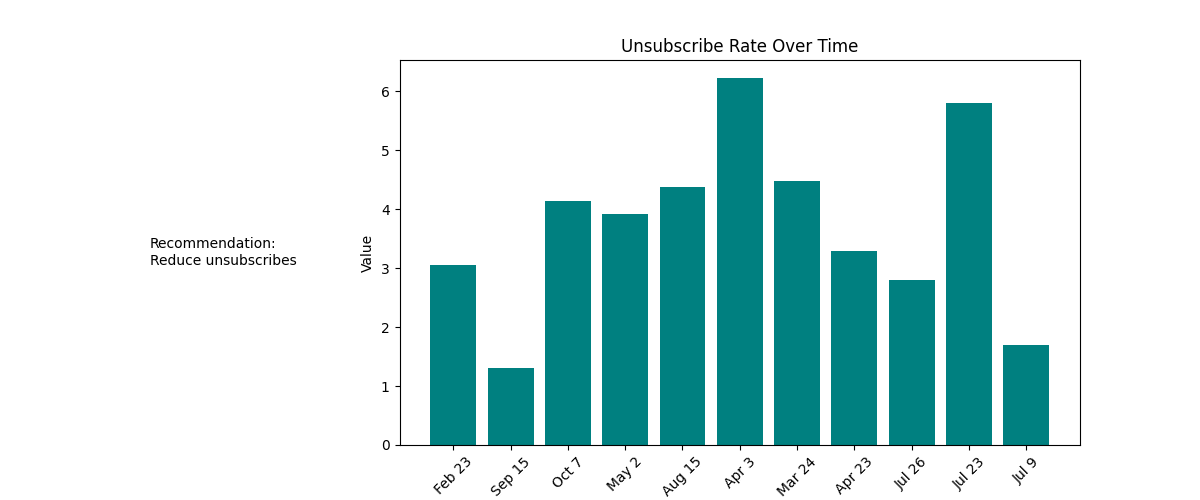 Unsubscribe Rate Over Time
Recommendation:
Reduce unsubscribes
Value
6
5
4
3
2
1
0
Feb 23
Sep 15
Oct 7
May 2
Aug 15
Apr 3
Mar 24
Apr 23
Jul 26
Jul 23
Jul 9